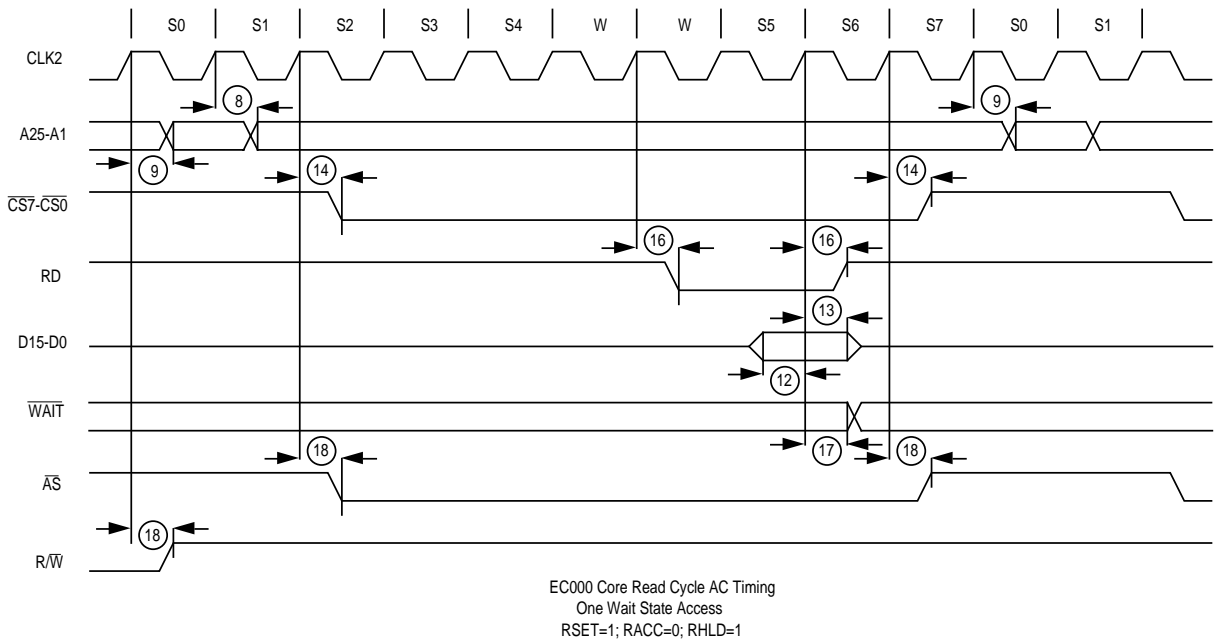 S0 S1 S2 S3 S4 W W S5 S6 S7 S0 S1
CLK2
8 9
A25-A1
9 14 14
CS7-CS0
16 16
RD
13
D15-D0
12
WAIT
18 17 18
AS
18
R/W
EC000 Core Read Cycle AC Timing
One Wait State Access
RSET=1; RACC=0; RHLD=1